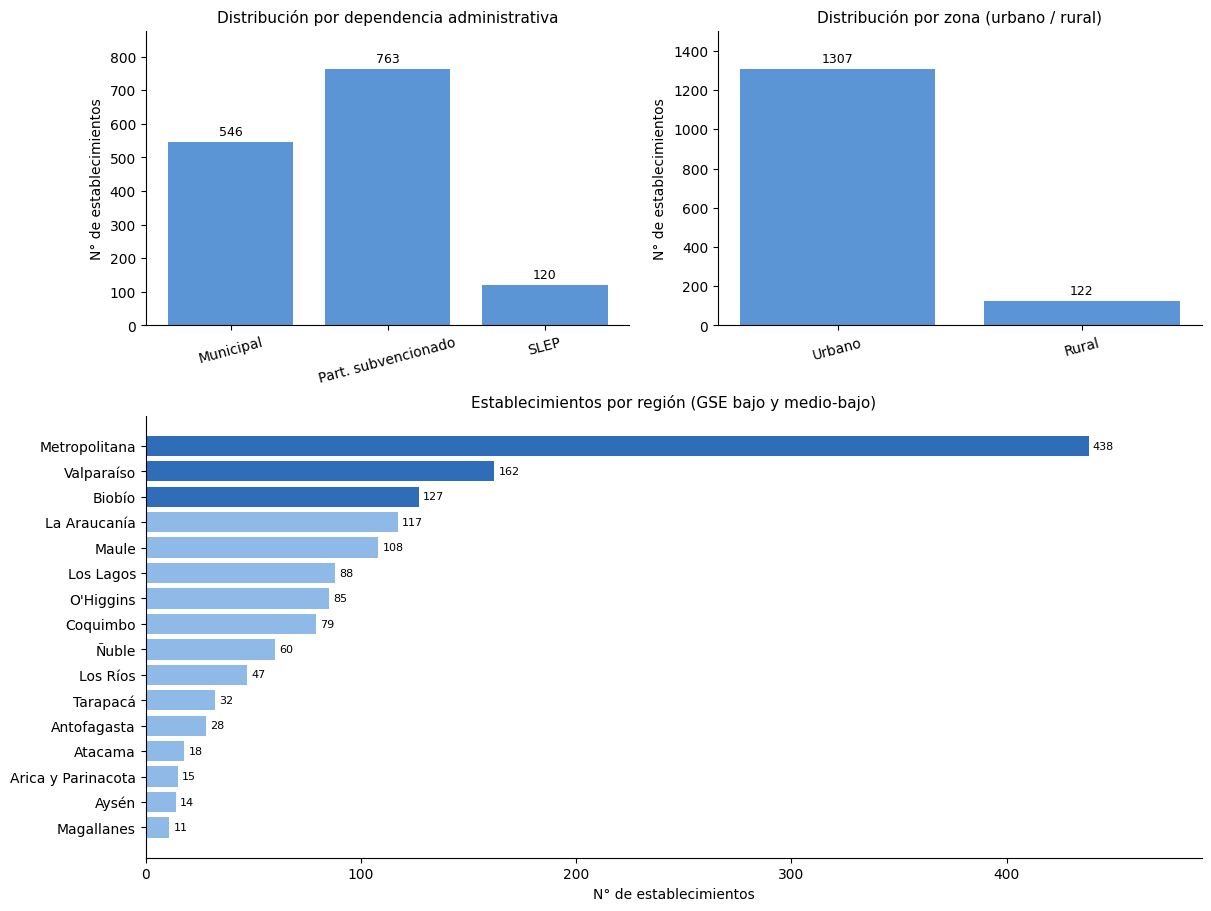 Distribución por dependencia administrativa
N° de establecimientos
800
700
600
500
400
300
200
100
0
546
763
120
Municipal
Part. subvencionado
SLEP
Distribución por zona (urbano / rural)
N° de establecimientos
1400
1200
1000
800
600
400
200
0
1307
122
Urbano
Rural
Establecimientos por región (GSE bajo y medio-bajo)
Metropolitana 438
Valparaíso 162
Biobío 127
La Araucanía 117
Maule 108
Los Lagos 88
O'Higgins 85
Coquimbo 79
Ñuble 60
Los Ríos 47
Tarapacá 32
Antofagasta 28
Atacama 18
Arica y Parinacota 15
Aysén 14
Magallanes 11
0 100 200 300 400
N° de establecimientos